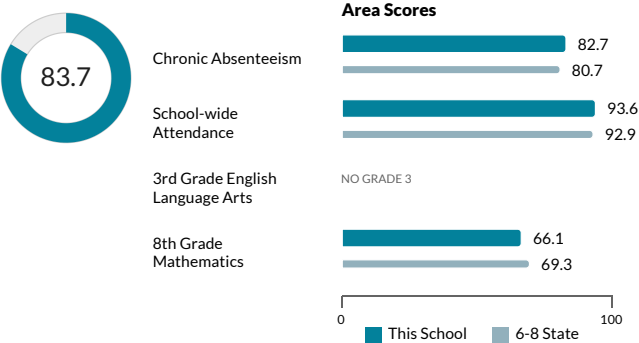 Area Scores
83.7
Chronic Absenteeism
82.7
80.7
School-wide
Attendance
93.6
92.9
3rd Grade English
Language Arts
NO GRADE 3
8th Grade
Mathematics
66.1
69.3
0
100
This School
6-8 State